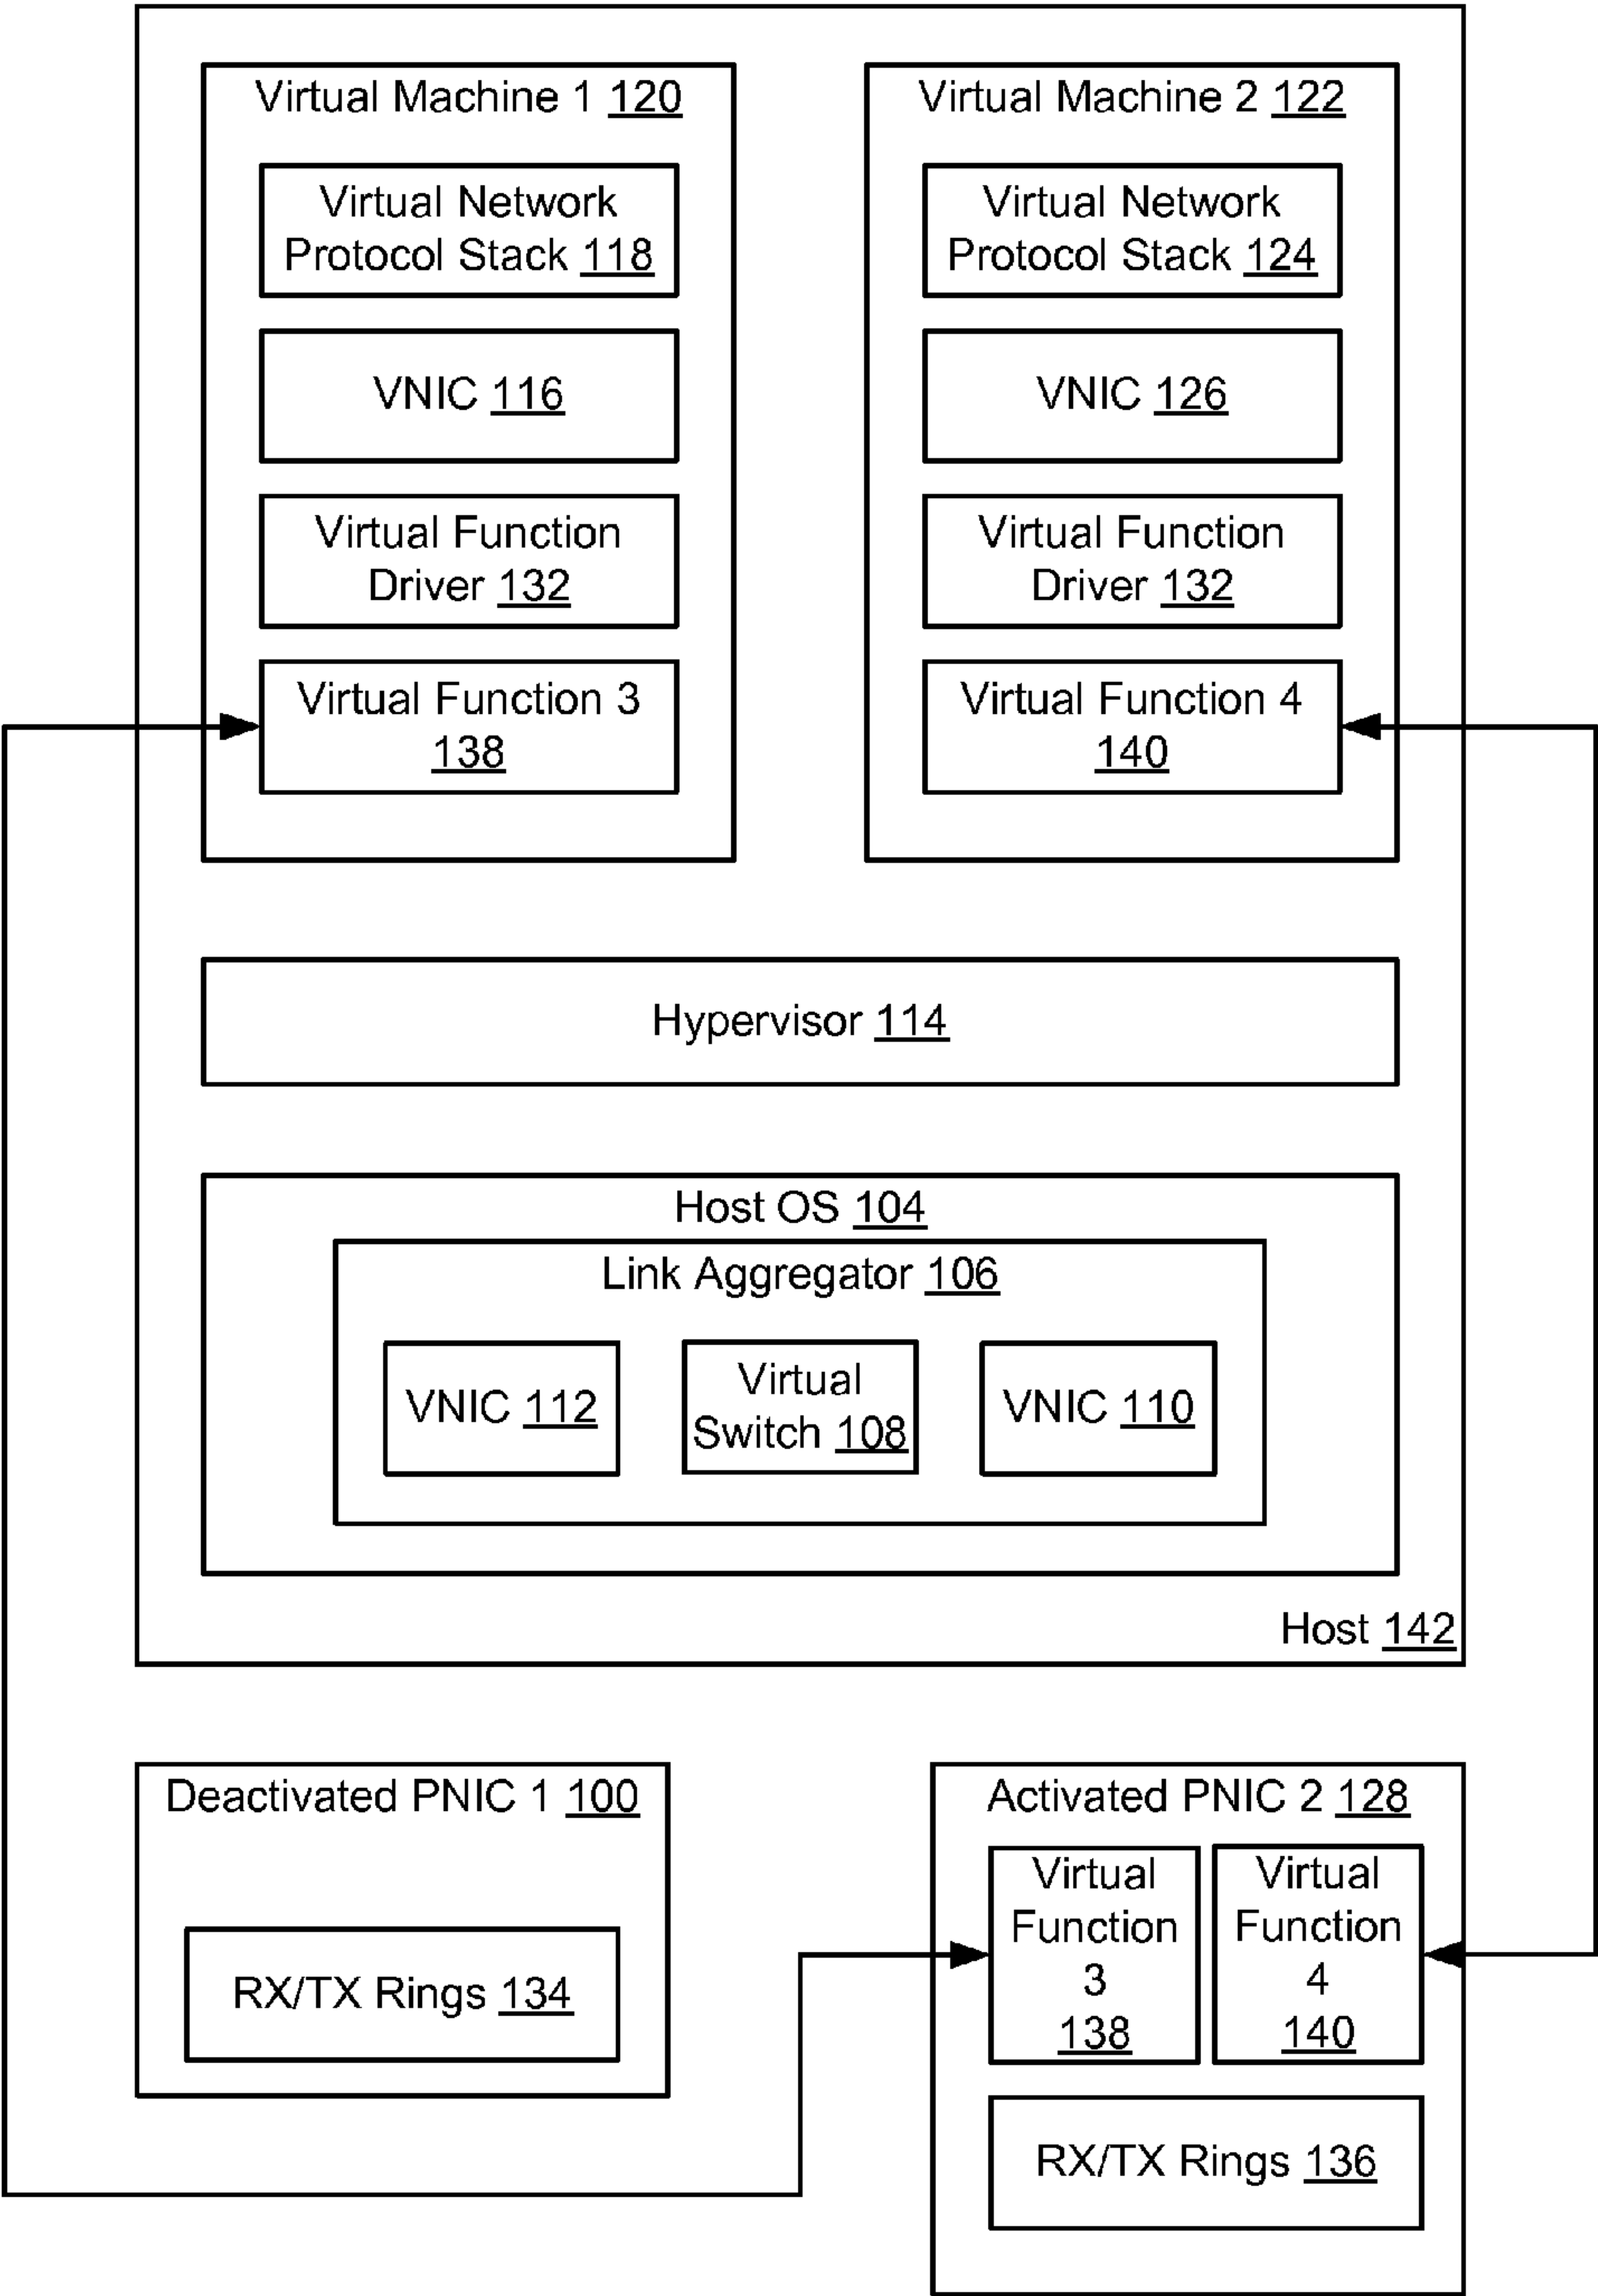 Virtual Machine 1 120
Virtual Network
Protocol Stack 118
VNIC 116
Virtual Function
Driver 132
Virtual Function 3
138
Virtual Machine 2 122
Virtual Network
Protocol Stack 124
VNIC 126
Virtual Function
Driver 132
Virtual Function 4
140
Hypervisor 114
Host OS 104
Link Aggregator 106
VNIC 112
Virtual
Switch 108
VNIC 110
Host 142
Deactivated PNIC 1 100
RX/TX Rings 134
Activated PNIC 2 128
Virtual
Function
3
138
Virtual
Function
4
140
RX/TX Rings 136